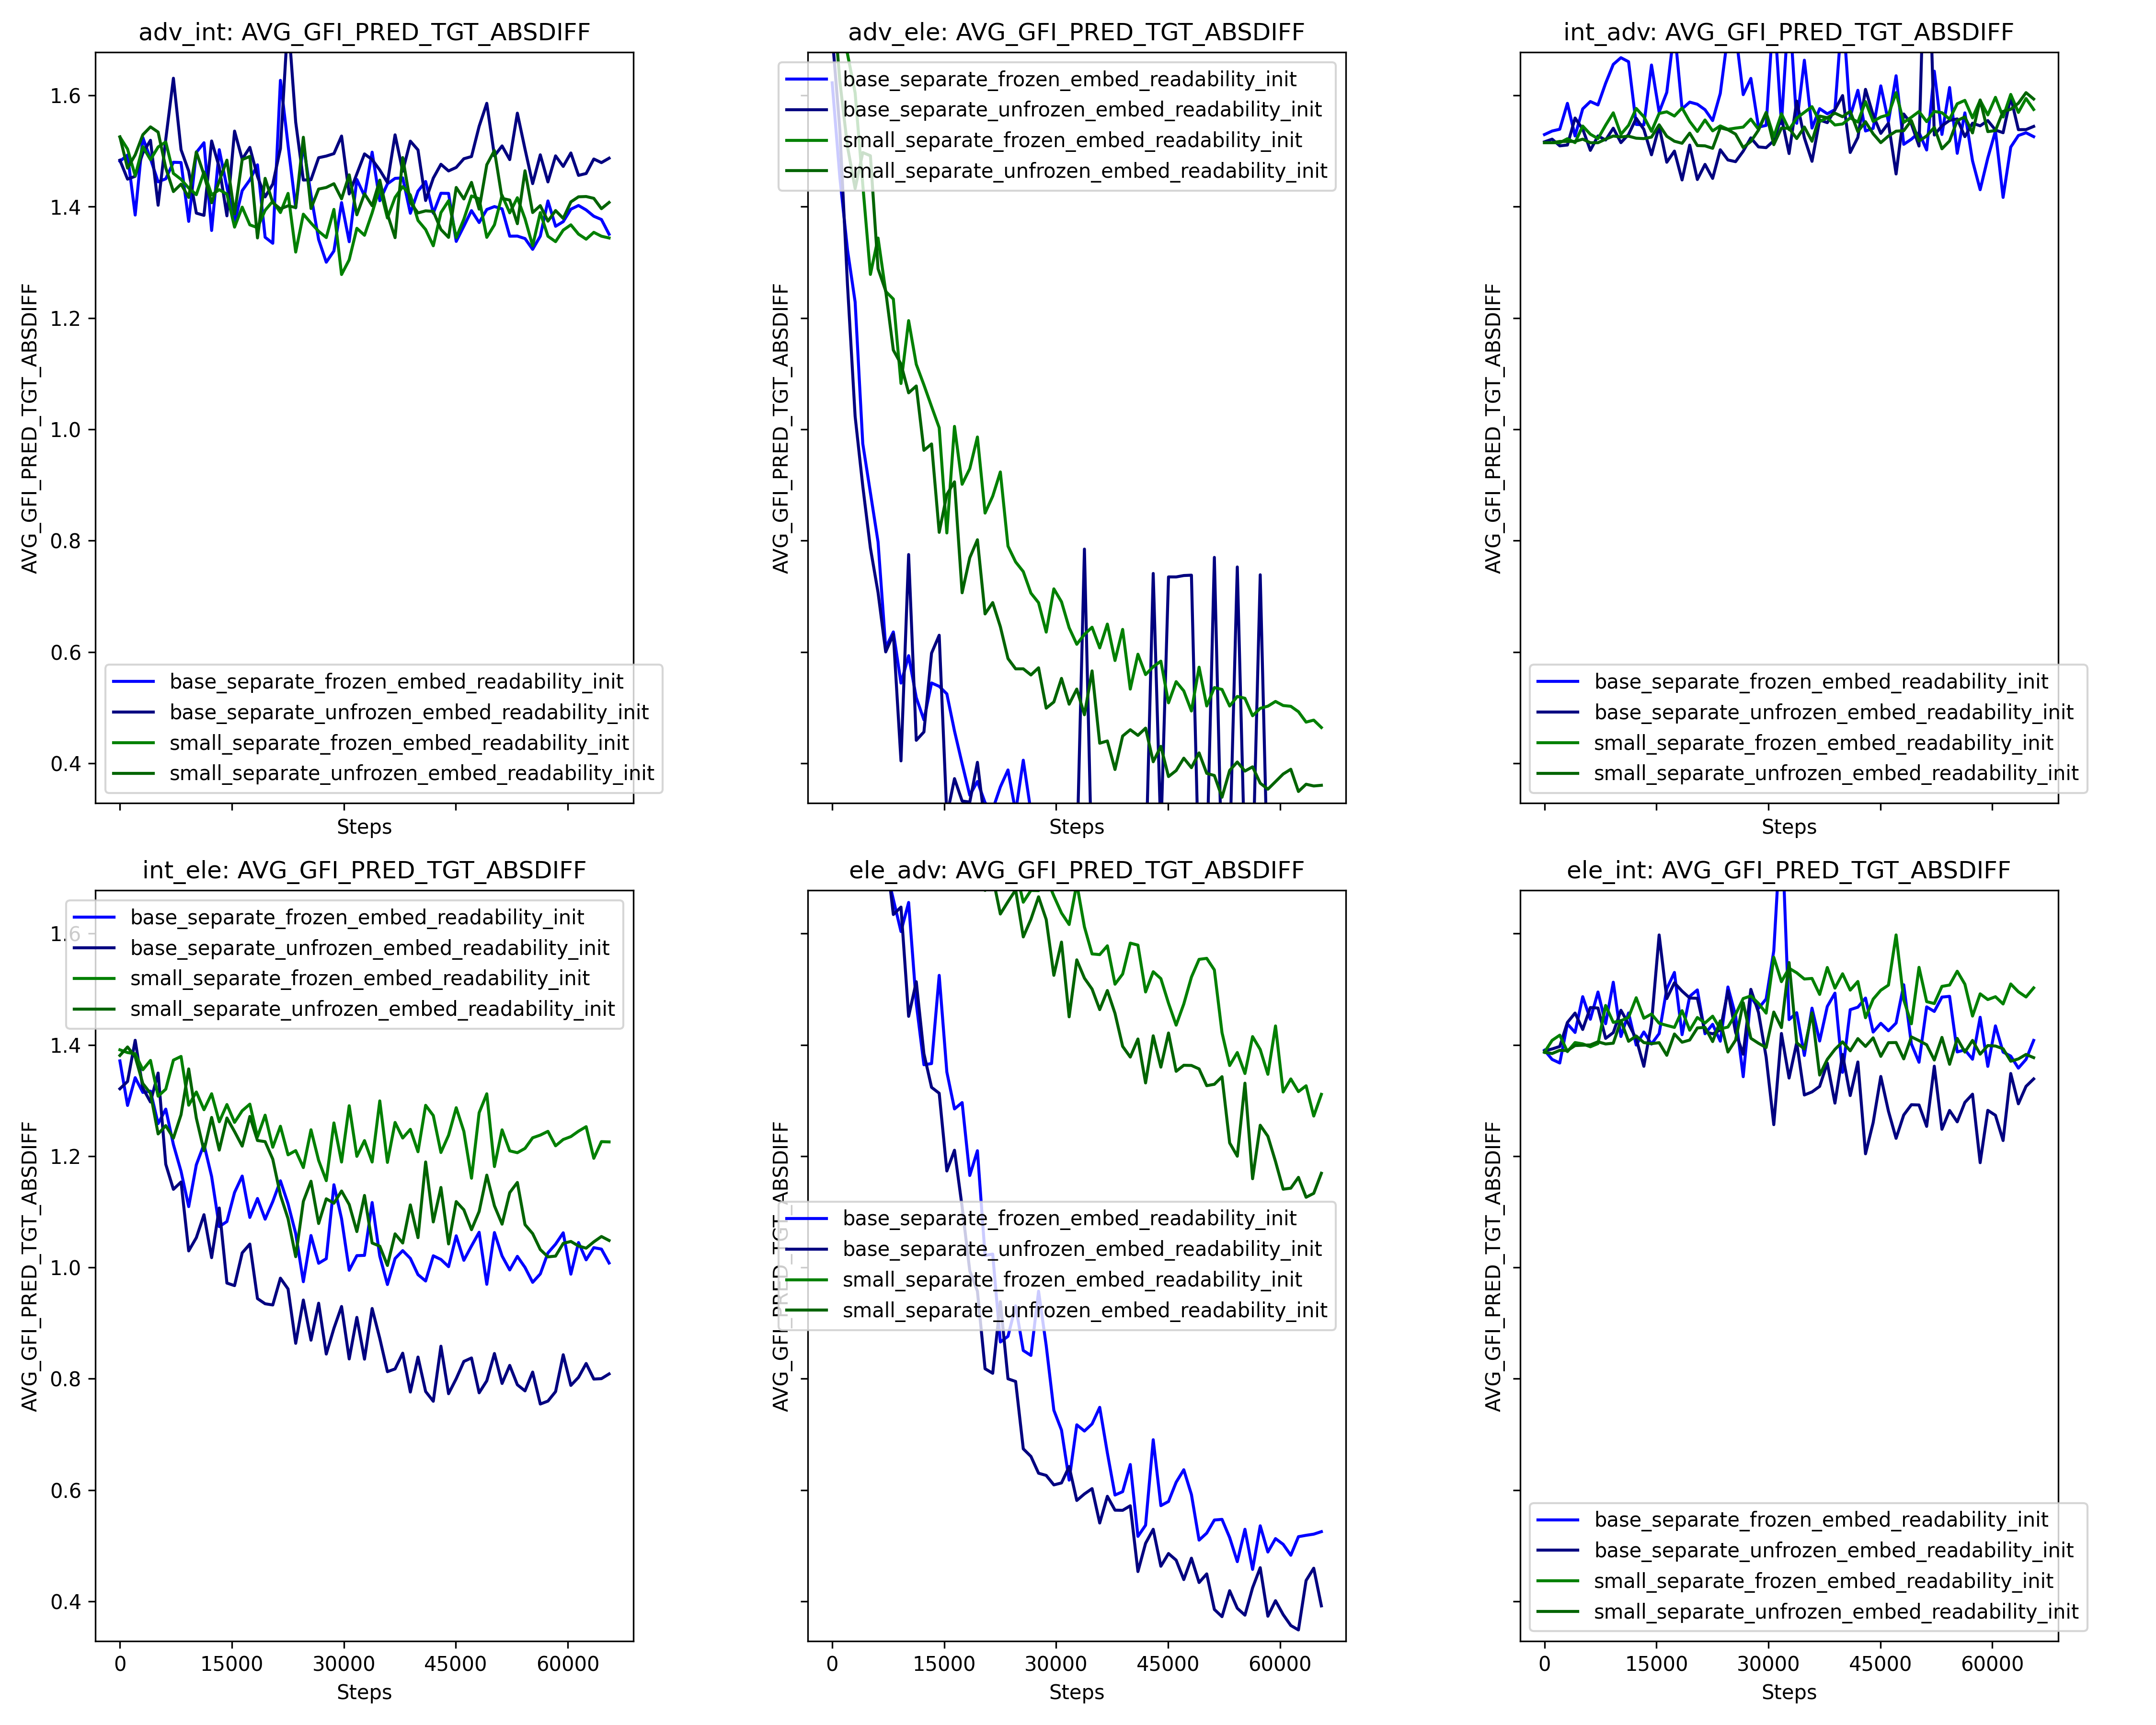 adv_int: AVG_GFI_PRED_TGT_ABSDIFF
AVG_GFI_PRED_TGT_ABSDIFF
1.6
1.4
1.2
1.0
0.8
0.6
0.4
base_separate_frozen_embed_readability_init
base_separate_unfrozen_embed_readability_init
small_separate_frozen_embed_readability_init
small_separate_unfrozen_embed_readability_init
Steps
adv_ele: AVG_GFI_PRED_TGT_ABSDIFF
AVG_GFI_PRED_TGT_ABSDIFF
base_separate_frozen_embed_readability_init
base_separate_unfrozen_embed_readability_init
small_separate_frozen_embed_readability_init
small_separate_unfrozen_embed_readability_init
Steps
int_adv: AVG_GFI_PRED_TGT_ABSDIFF
AVG_GFI_PRED_TGT_ABSDIFF
base_separate_frozen_embed_readability_init
base_separate_unfrozen_embed_readability_init
small_separate_frozen_embed_readability_init
small_separate_unfrozen_embed_readability_init
Steps
int_ele: AVG_GFI_PRED_TGT_ABSDIFF
AVG_GFI_PRED_TGT_ABSDIFF
1.6
1.4
1.2
1.0
0.8
0.6
0.4
base_separate_frozen_embed_readability_init
base_separate_unfrozen_embed_readability_init
small_separate_frozen_embed_readability_init
small_separate_unfrozen_embed_readability_init
0 15000 30000 45000 60000
Steps
ele_adv: AVG_GFI_PRED_TGT_ABSDIFF
AVG_GFI_PRED_TGT_ABSDIFF
base_separate_frozen_embed_readability_init
base_separate_unfrozen_embed_readability_init
small_separate_frozen_embed_readability_init
small_separate_unfrozen_embed_readability_init
0 15000 30000 45000 60000
Steps
ele_int: AVG_GFI_PRED_TGT_ABSDIFF
AVG_GFI_PRED_TGT_ABSDIFF
base_separate_frozen_embed_readability_init
base_separate_unfrozen_embed_readability_init
small_separate_frozen_embed_readability_init
small_separate_unfrozen_embed_readability_init
0 15000 30000 45000 60000
Steps